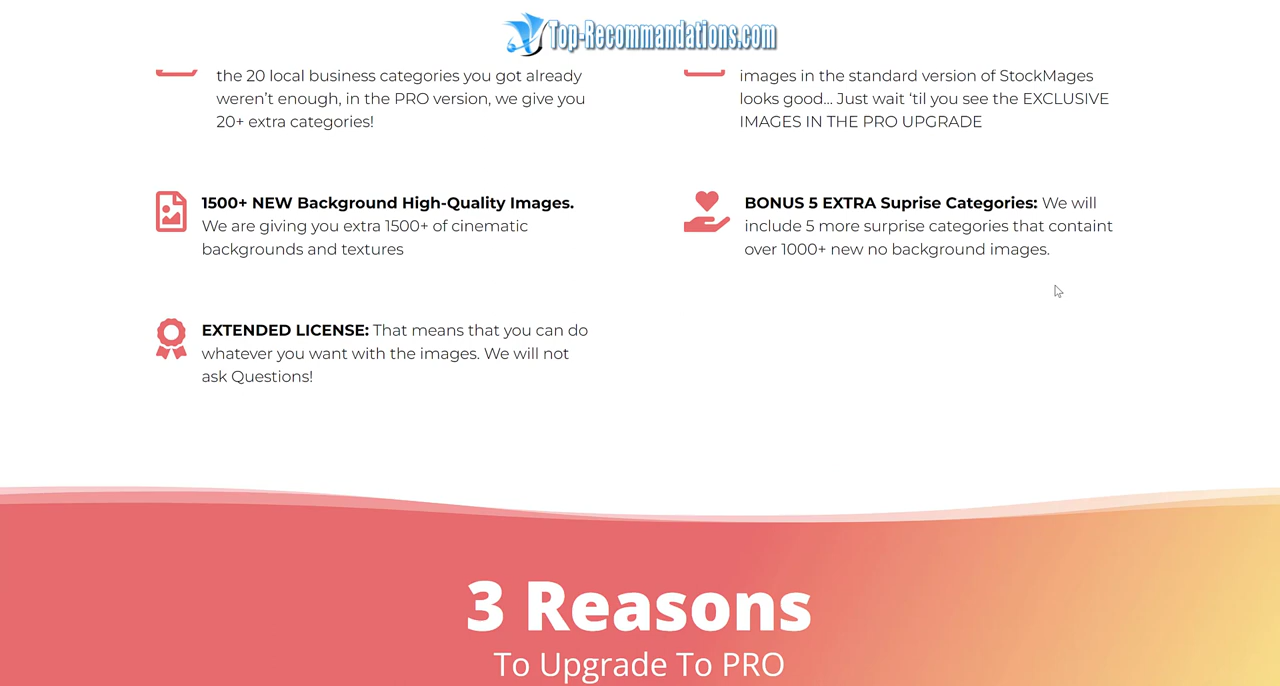 Top-Recommandations.com
the 20 local business categories you got already
weren’t enough, in the PRO version, we give you
20+ extra categories!
images in the standard version of StockMages
looks good... Just wait ‘til you see the EXCLUSIVE
IMAGES IN THE PRO UPGRADE
1500+ NEW Background High-Quality Images.
We are giving you extra 1500+ of cinematic
backgrounds and textures
BONUS 5 EXTRA Suprise Categories: We will
include 5 more surprise categories that containt
over 1000+ new no background images.
EXTENDED LICENSE: That means that you can do
whatever you want with the images. We will not
ask Questions!
3 Reasons
To Upgrade To PRO